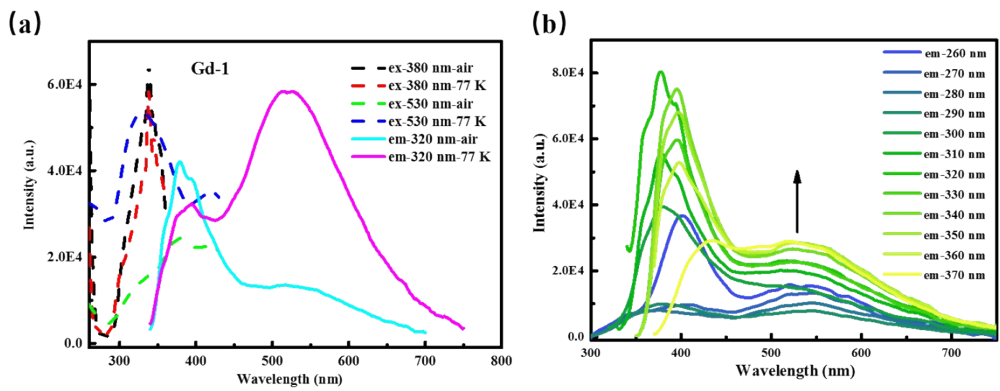 (a)
Gd-1
ex-380 nm-air
ex-380 nm-77 K
ex-530 nm-air
ex-530 nm-77 K
em-320 nm-air
em-320 nm-77 K
6.0E4
4.0E4
2.0E4
0.0
Intensity (a.u.)
300 400 500 600 700 800
Wavelength (nm)
(b)
em-260 nm
em-270 nm
em-280 nm
em-290 nm
em-300 nm
em-310 nm
em-320 nm
em-330 nm
em-340 nm
em-350 nm
em-360 nm
em-370 nm
8.0E4
6.0E4
4.0E4
2.0E4
0.0
Intensity (a.u.)
300 400 500 600 700
Wavelength (nm)